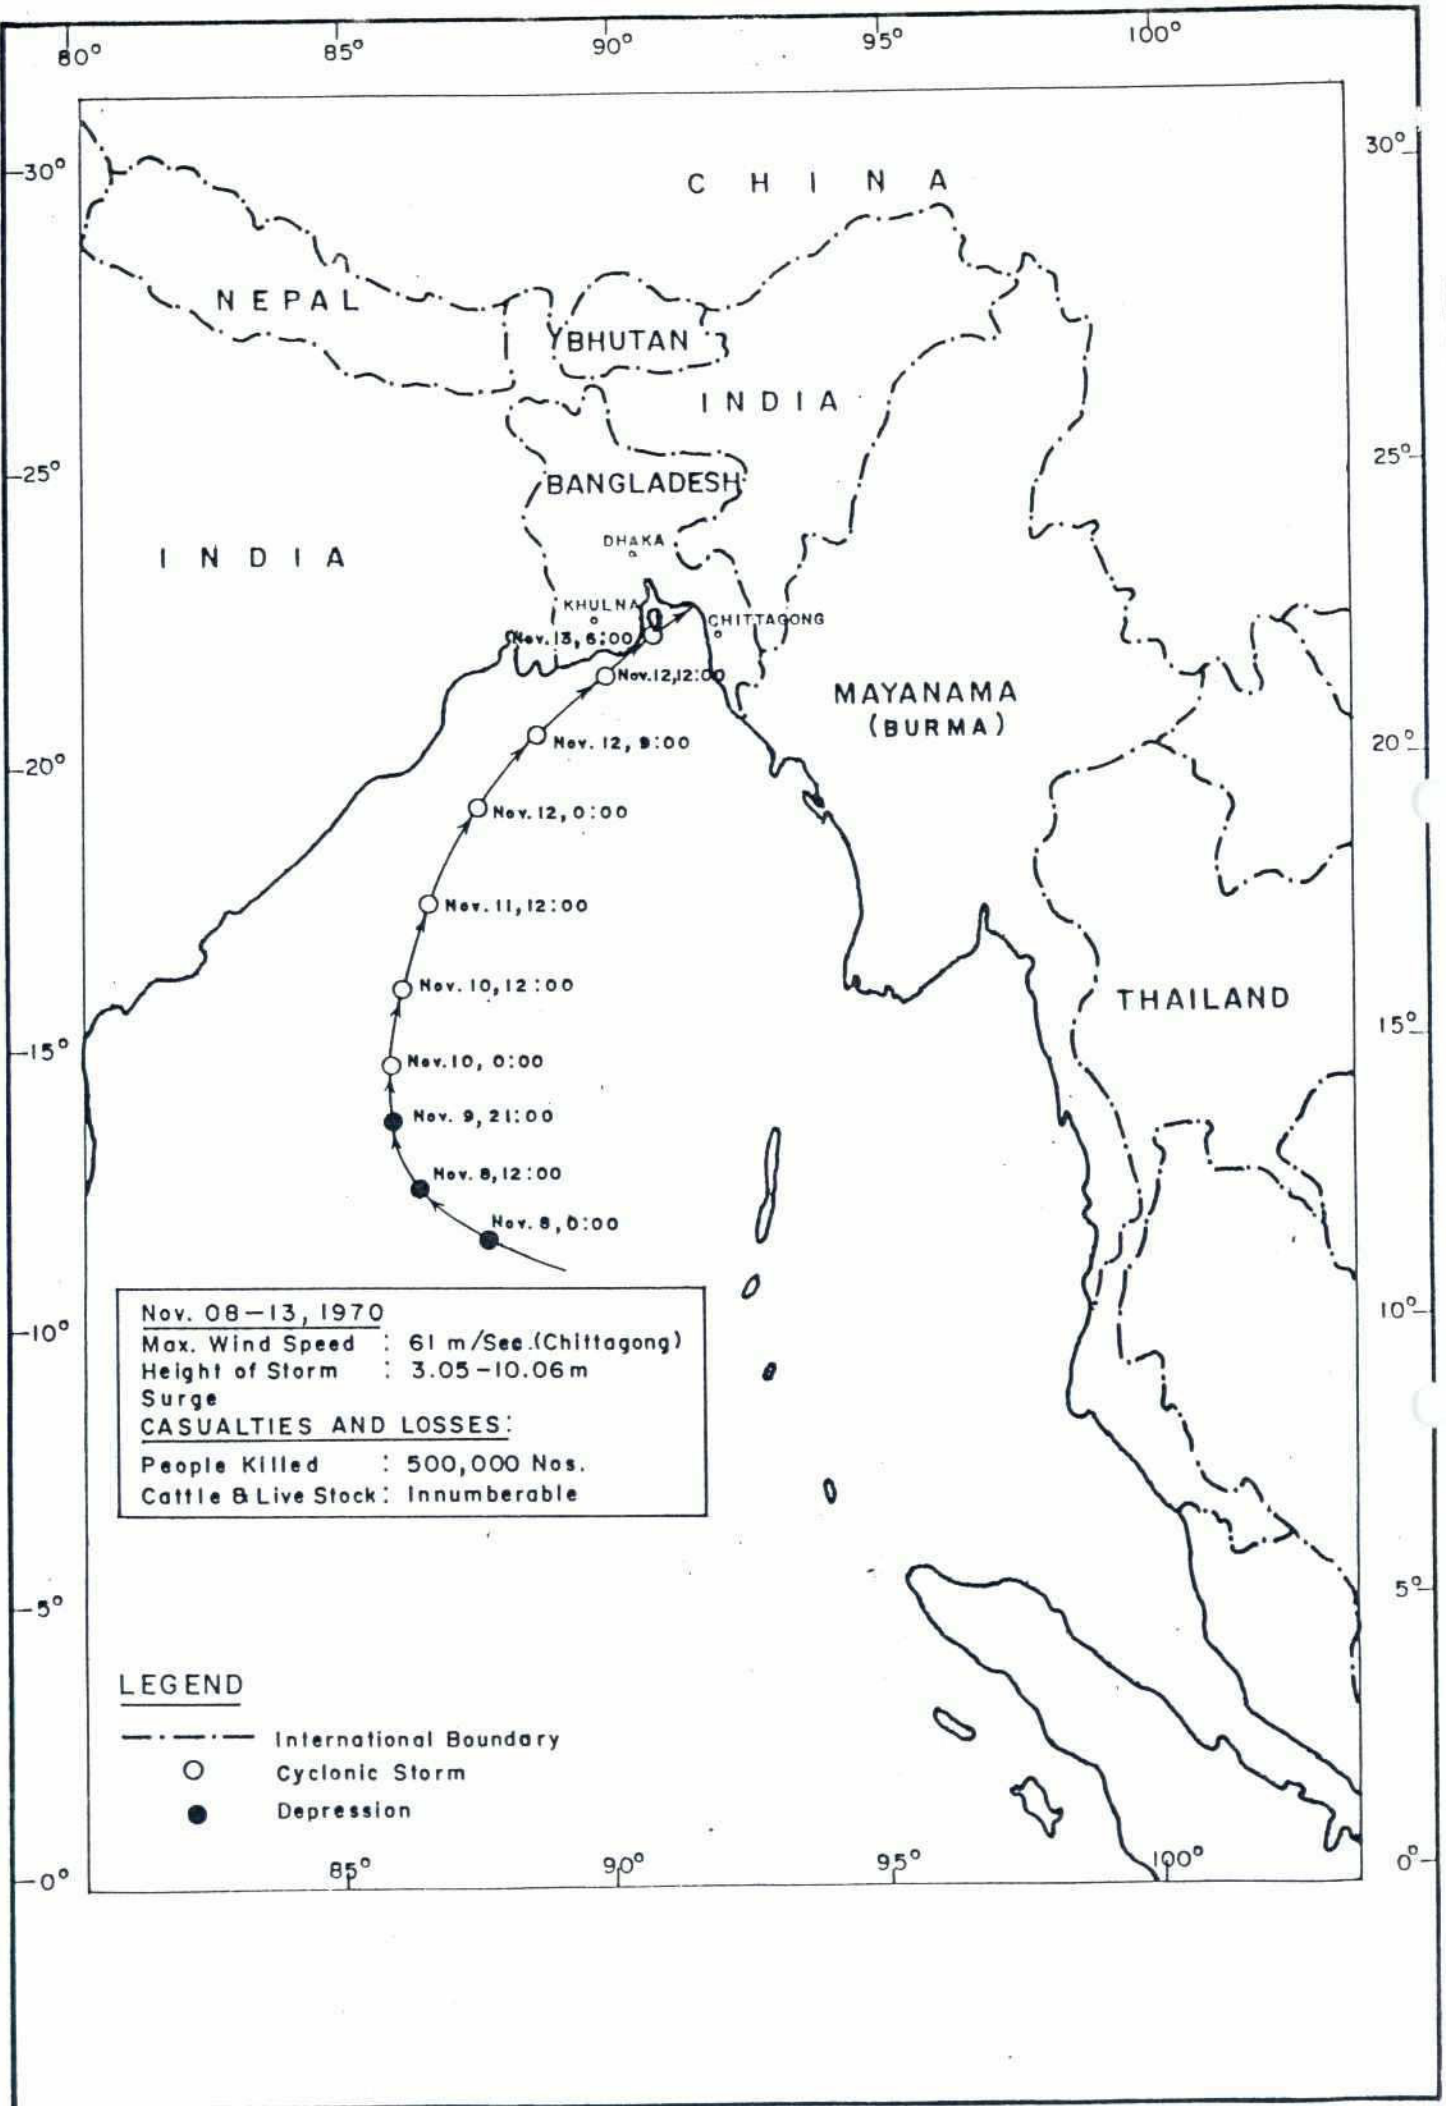 80° 85° 90° 95° 100°
30° 30°
CHINA
NEPAL
BHUTAN
INDIA
25° 25°
BANGLADESH
DHAKA
INDIA
KHULNA
CHITTAGONG
Nov. 13, 6:00
Nov. 12, 12:00
MAYANAMA
(BURMA)
Nov. 12, 9:00
20° 20°
Nov. 12, 0:00
Nov. 11, 12:00
Nov. 10, 12:00
THAILAND
15° 15°
Nov. 10, 0:00
Nov. 9, 21:00
Nov. 8, 12:00
Nov. 8, 0:00
10° 10°
Nov. 08-13, 1970
Max. Wind Speed : 61 m/Sec. (Chittagong)
Height of Storm : 3.05-10.06 m
Surge
CASUALTIES AND LOSSES:
People Killed : 500,000 Nos.
Cattle & Live Stock : Innumberable
5° 5°
LEGEND
International Boundary
Cyclonic Storm
Depression
0° 85° 90° 95° 100° 0°